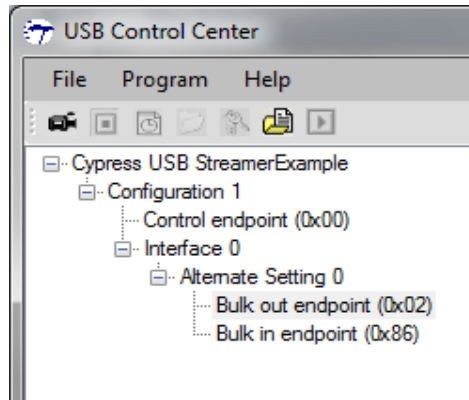 USB Control Center
File Program Help
Cypress USB StreamerExample
Configuration 1
Control endpoint (0x00)
Interface 0
Alternate Setting 0
Bulk out endpoint (0x02)
Bulk in endpoint (0x86)